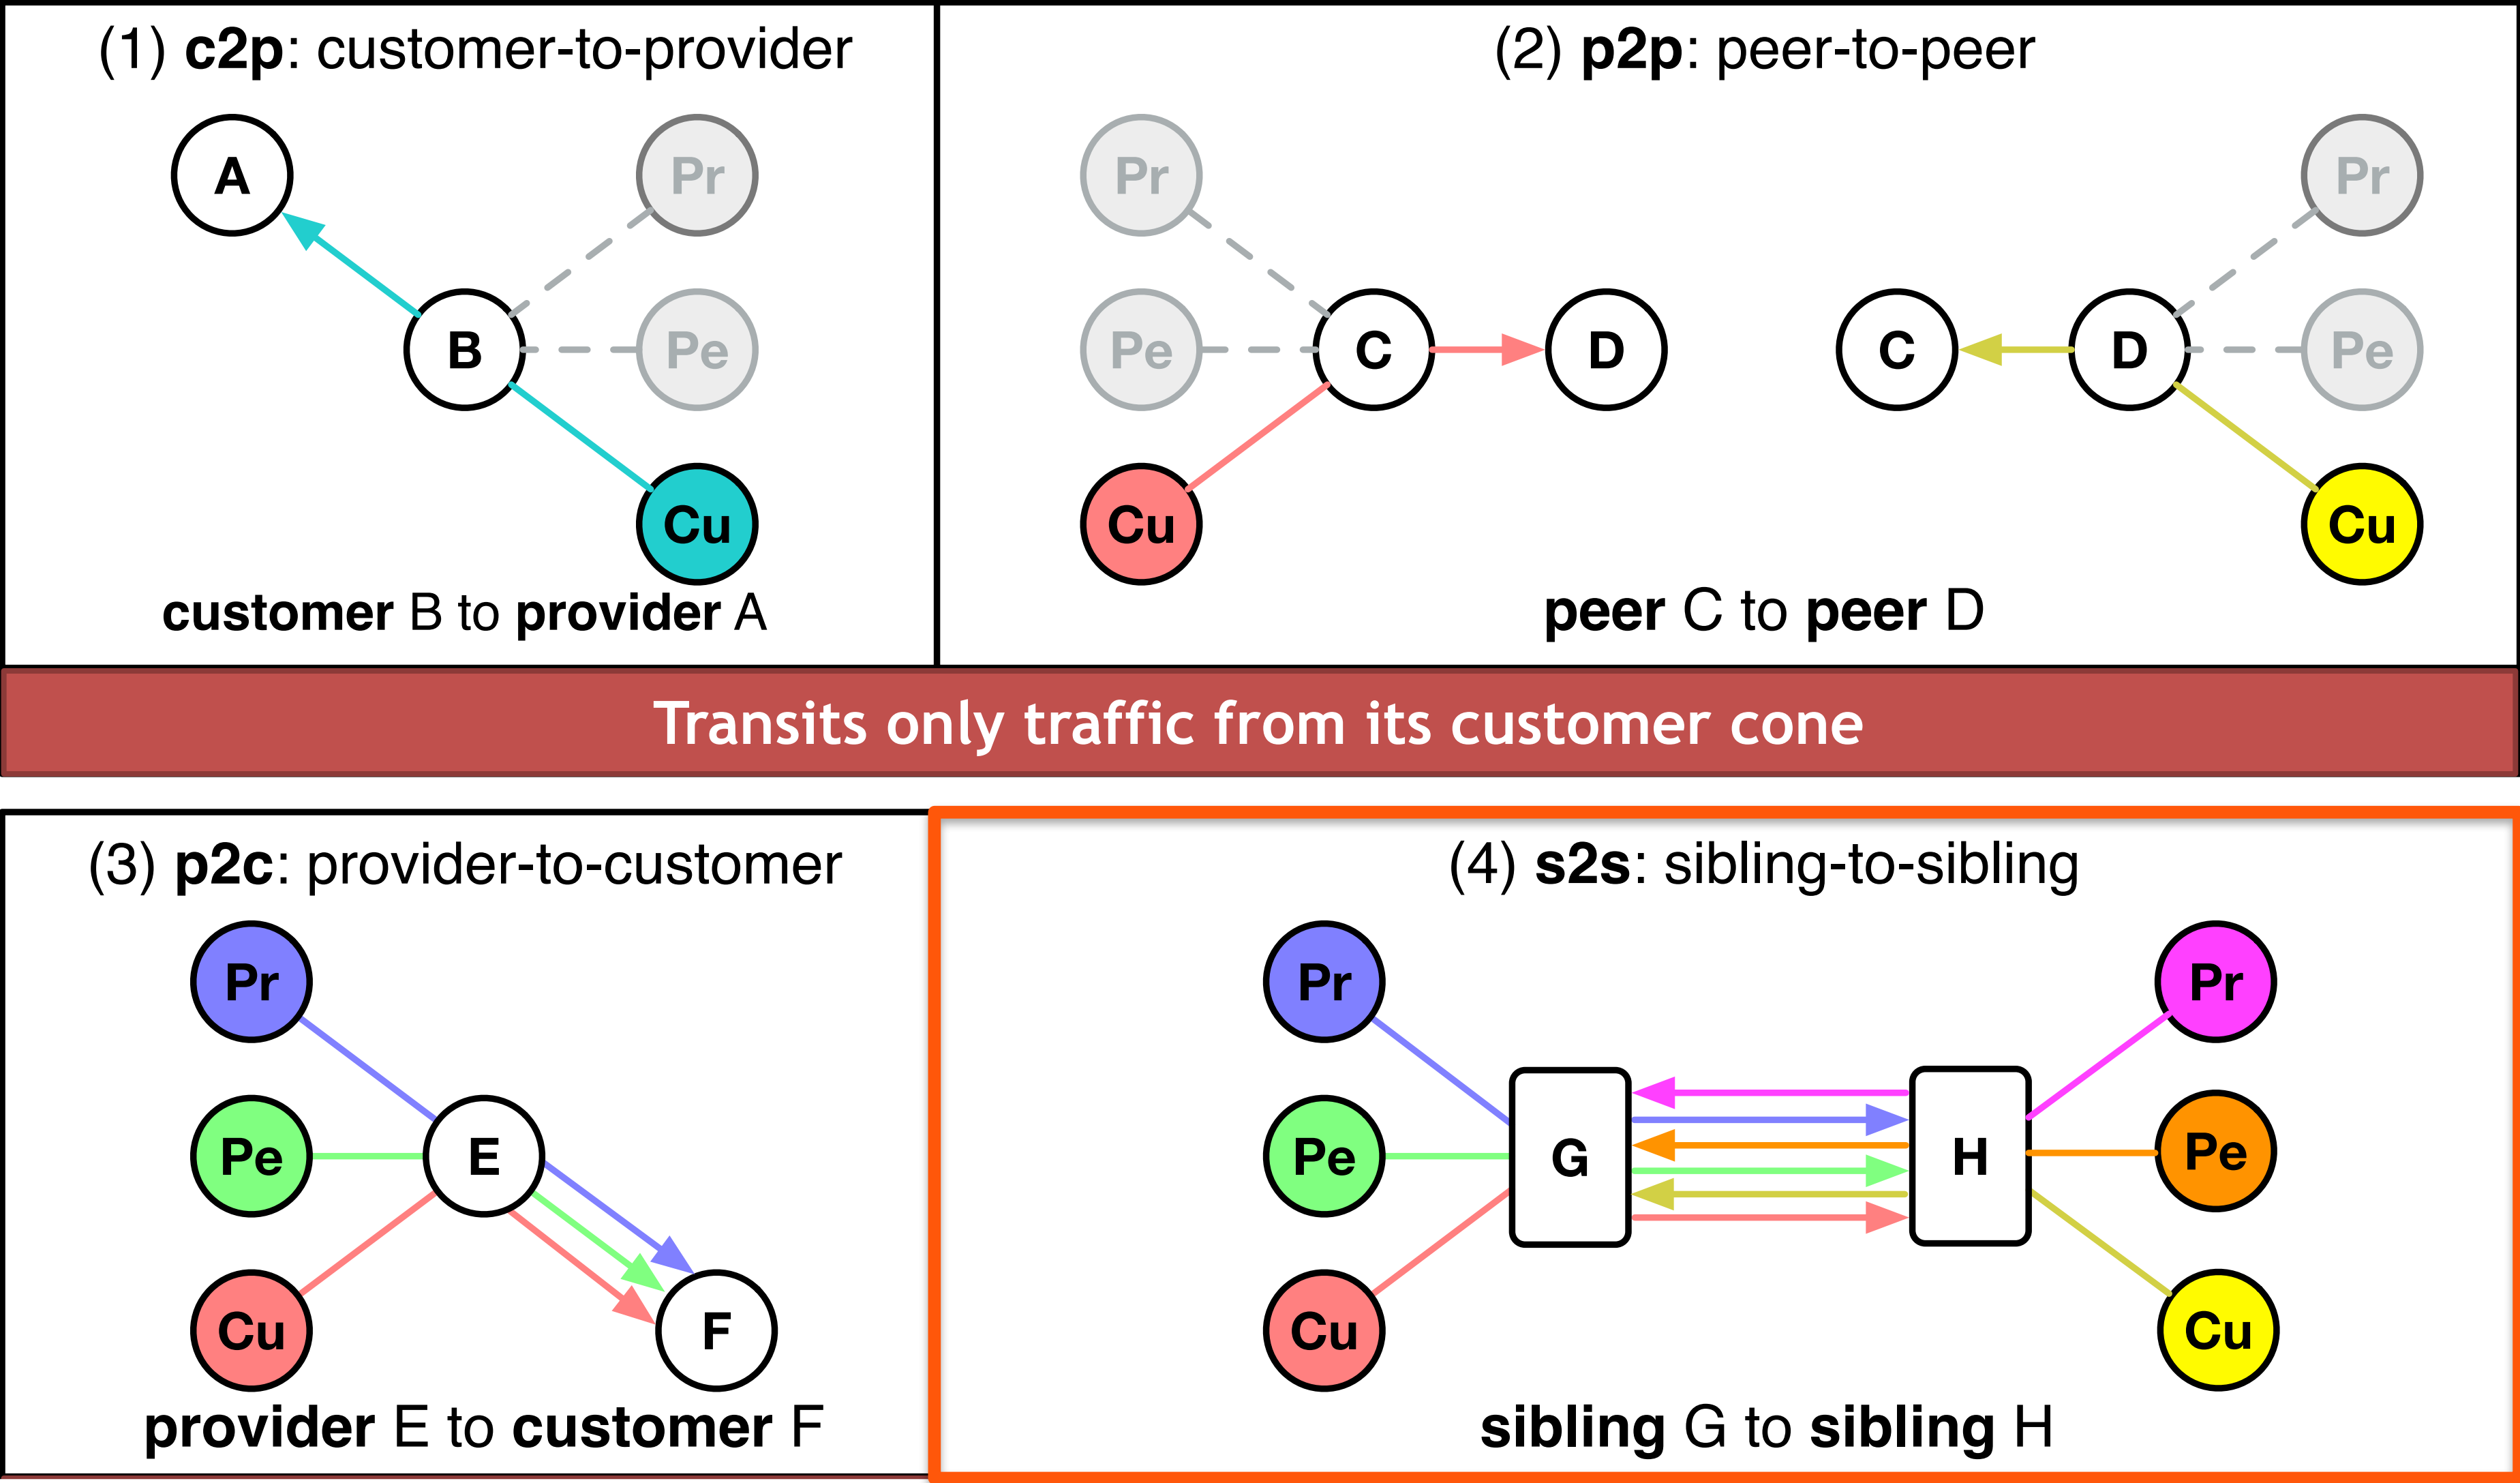 (1) c2p: customer-to-provider
A
Pr
B
Pe
Cu
customer B to provider A
(2) p2p: peer-to-peer
Pr
Pr
Pe
C
D
C
D
Pe
Cu
Cu
peer C to peer D
Transits only traffic from its customer cone
(3) p2c: provider-to-customer
Pr
Pe
E
Cu
F
provider E to customer F
(4) s2s: sibling-to-sibling
Pr
Pr
Pe
G
H
Pe
Cu
Cu
sibling G to sibling H